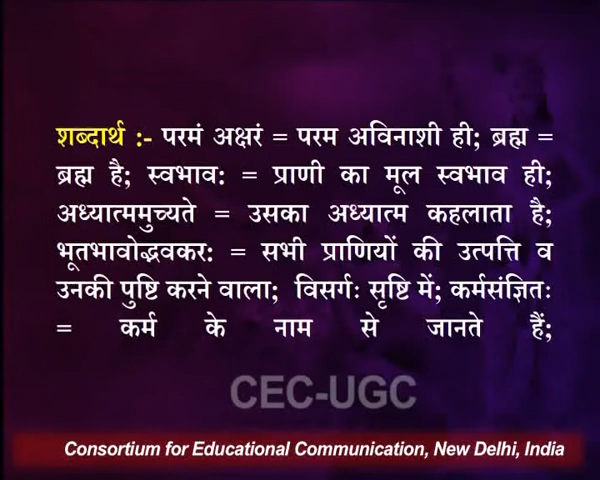 शब्दार्थ :- परमं अक्षरं = परम अविनाशी ही; ब्रह्म =
ब्रह्म है; स्वभाव: = प्राणी का मूल स्वभाव ही;
अध्यात्ममुच्यते = उसका अध्यात्म कहलाता है;
भूतभावोद्भवकर: = सभी प्राणियों की उत्पत्ति व
उनकी पुष्टि करने वाला; विसर्गः सृष्टि में; कर्मसंज्ञितः
= कर्म के नाम से जानते हैं;
CEC-UGC
Consortium for Educational Communication, New Delhi, India